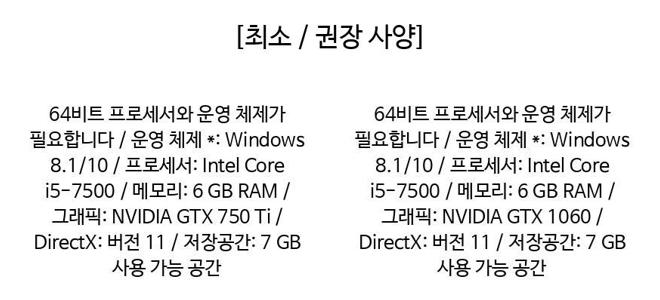 [최소 / 권장 사양]
64비트 프로세서와 운영 체제가
필요합니다 / 운영 체제 *: Windows
8.1/10 / 프로세서: Intel Core
i5-7500 / 메모리: 6 GB RAM /
그래픽: NVIDIA GTX 750 Ti /
DirectX: 버전 11 / 저장공간: 7 GB
사용 가능 공간
64비트 프로세서와 운영 체제가
필요합니다 / 운영 체제 *: Windows
8.1/10 / 프로세서: Intel Core
i5-7500 / 메모리: 6 GB RAM /
그래픽: NVIDIA GTX 1060 /
DirectX: 버전 11 / 저장공간: 7 GB
사용 가능 공간